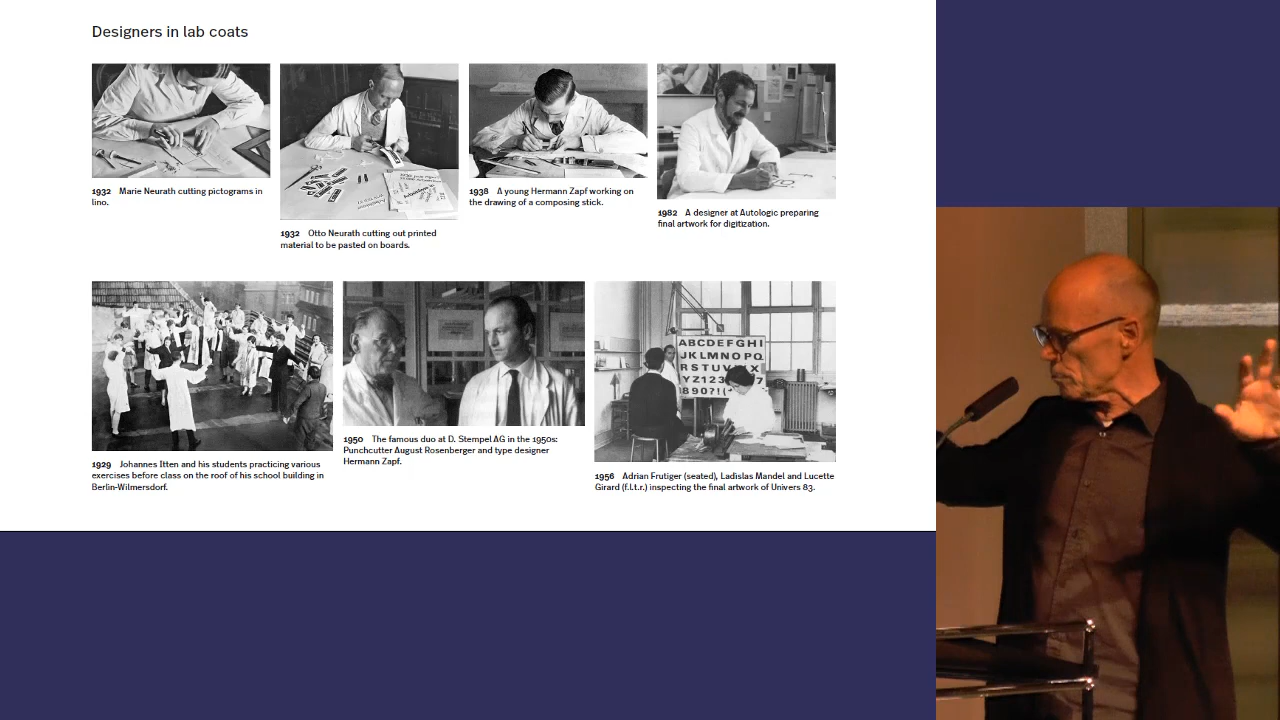 Designers in lab coats
1932 Marie Neurath cutting pictograms in
lino.
1932 Otto Neurath cutting out printed
material to be pasted on boards.
1938 A young Hermann Zapf working on
the drawing of a composing stick.
1982 A designer at Autologic preparing
final artwork for digitization.
1929 Johannes Itten and his students practicing various
exercises before class on the roof of his school building in
Berlin-Wilmersdorf.
1950 The famous duo at D. Stempel AG in the 1950s:
Punchcutter August Rosenberger and type designer
Hermann Zapf.
ABCDEFGHI
JKLMNOPQ
1956 Adrian Frutiger (seated), Ladislas Mandel and Lucette
Girard (f.l.t.r.) inspecting the final artwork of Univers 83.